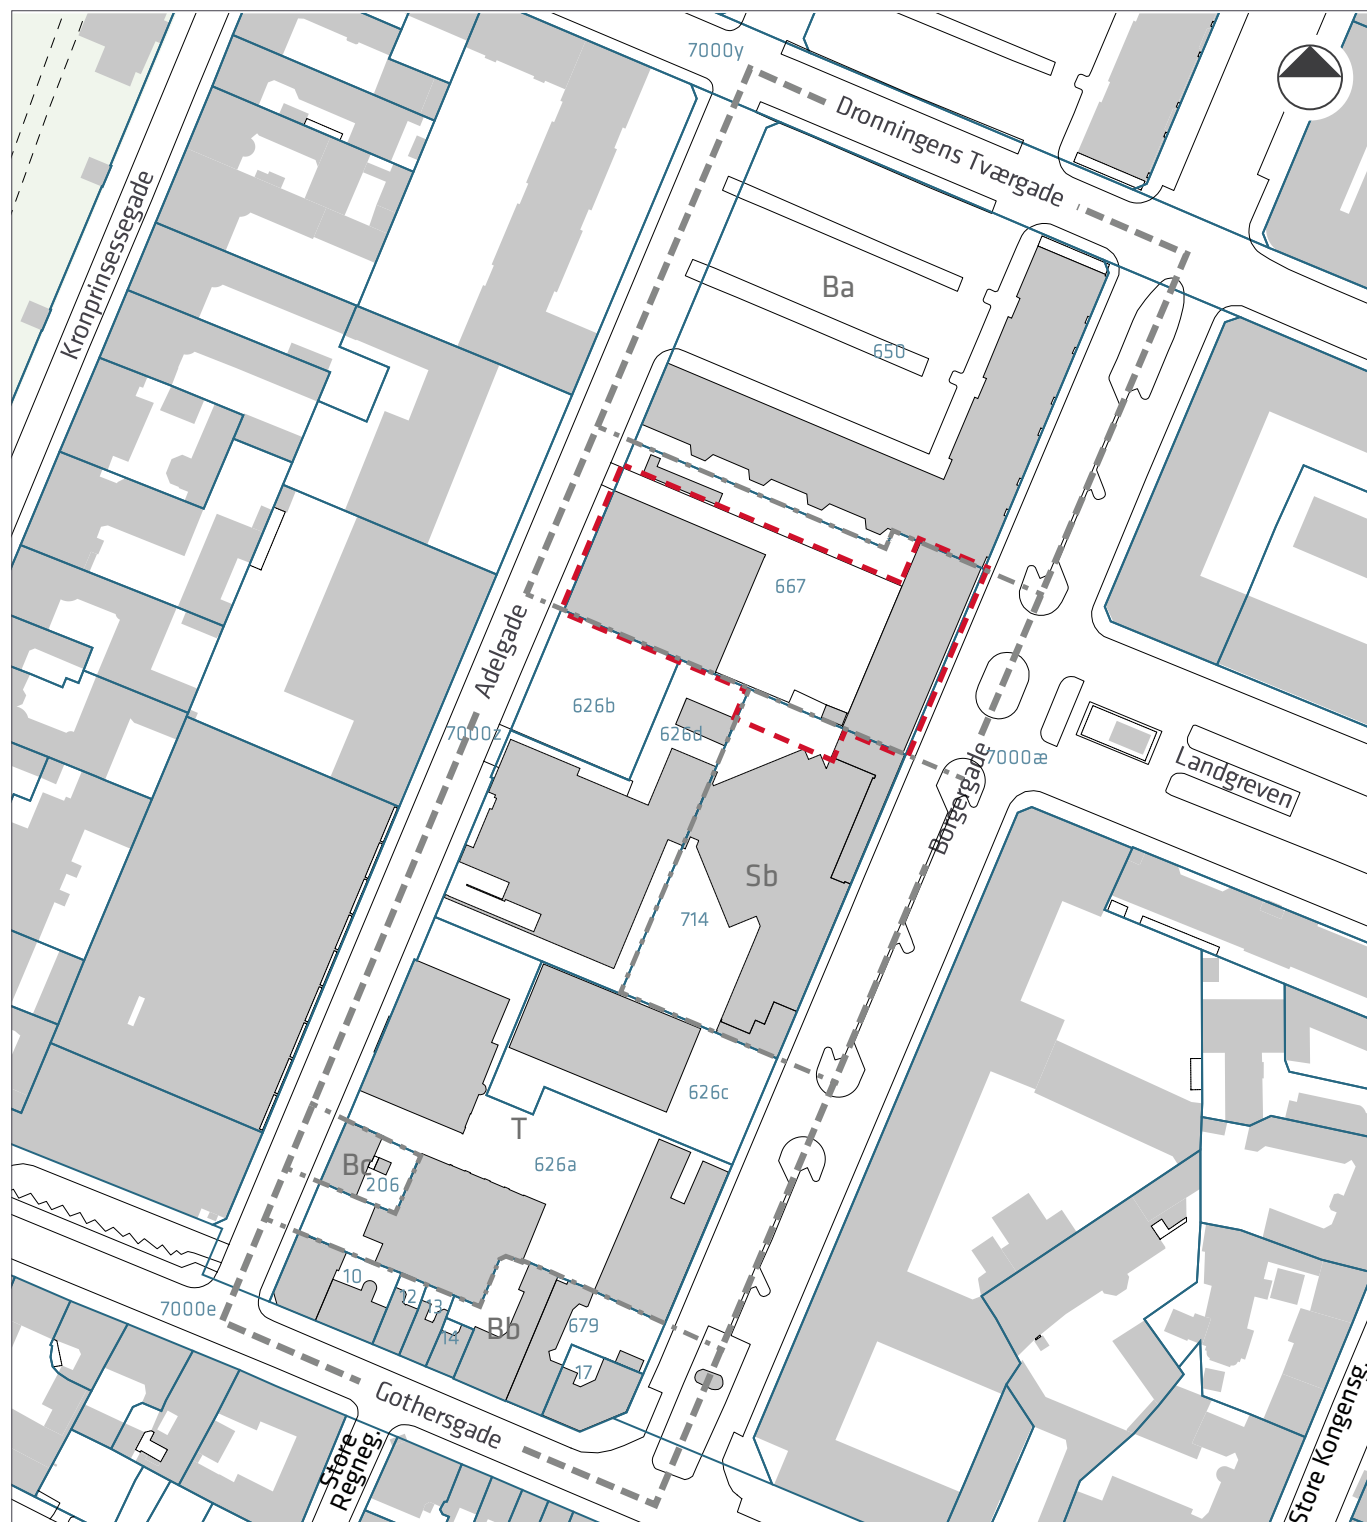 7000y
Dronningens Tværgade
Kronprinsessegade
Ba
650
667
Adelgade
626b
7000z
626d
7000æ
Landgreven
Borgergade
Sb
714
626c
T
626a
Bc
206
10
12
13
14
7000e
Bb
679
17
Gothersgade
Store
Regneg.
Store Kongensg.